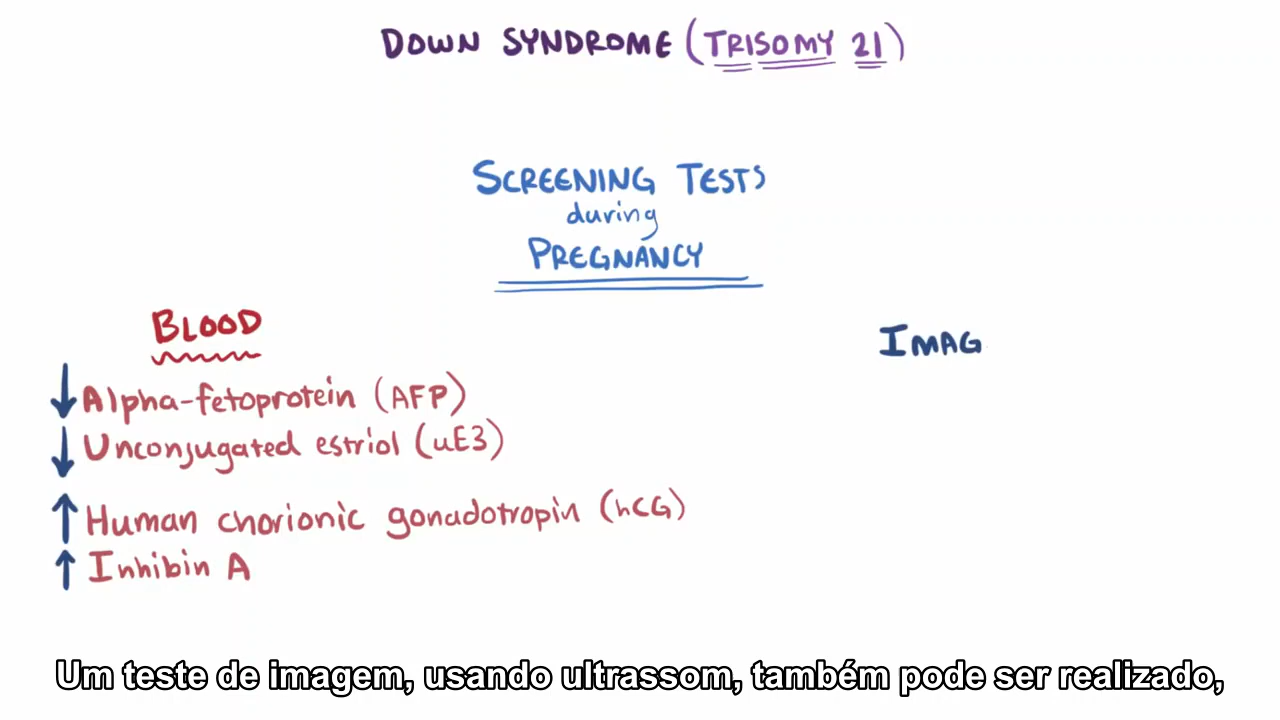 DOWN SYNDROME (TRISOMY 21)
SCREENING TESTS
during
PREGNANCY
BLOOD
IMAG
↓ Alpha-fetoprotein (AFP)
↓ Unconjugated estriol (uE3)
↑ Human chorionic gonadotropin (hCG)
↑ Inhibin A
Um teste de imagem, usando ultrassom, também pode ser realizado,